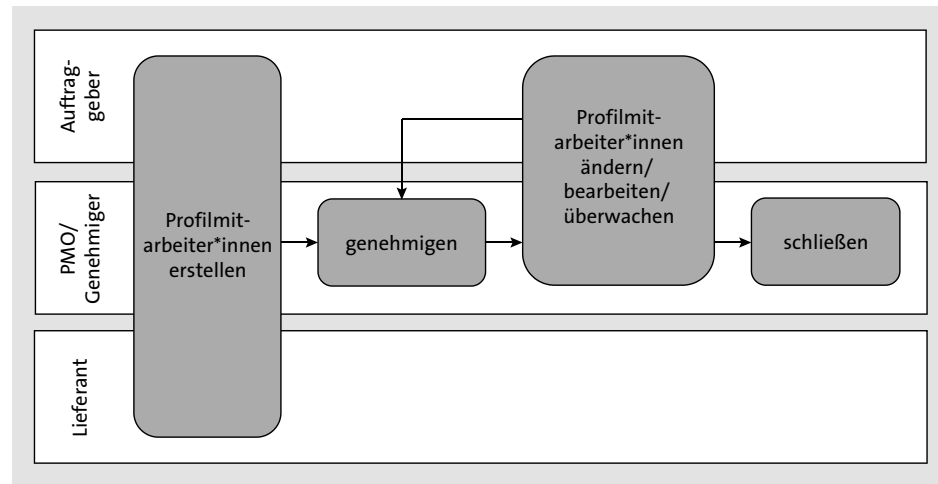 Auftrag-
geber
Profilmit-
arbeiter*innen
ändern/
bearbeiten/
überwachen
PMO/
Genehmiger
Profilmit-
arbeiter*innen
erstellen
genehmigen
schließen
Lieferant